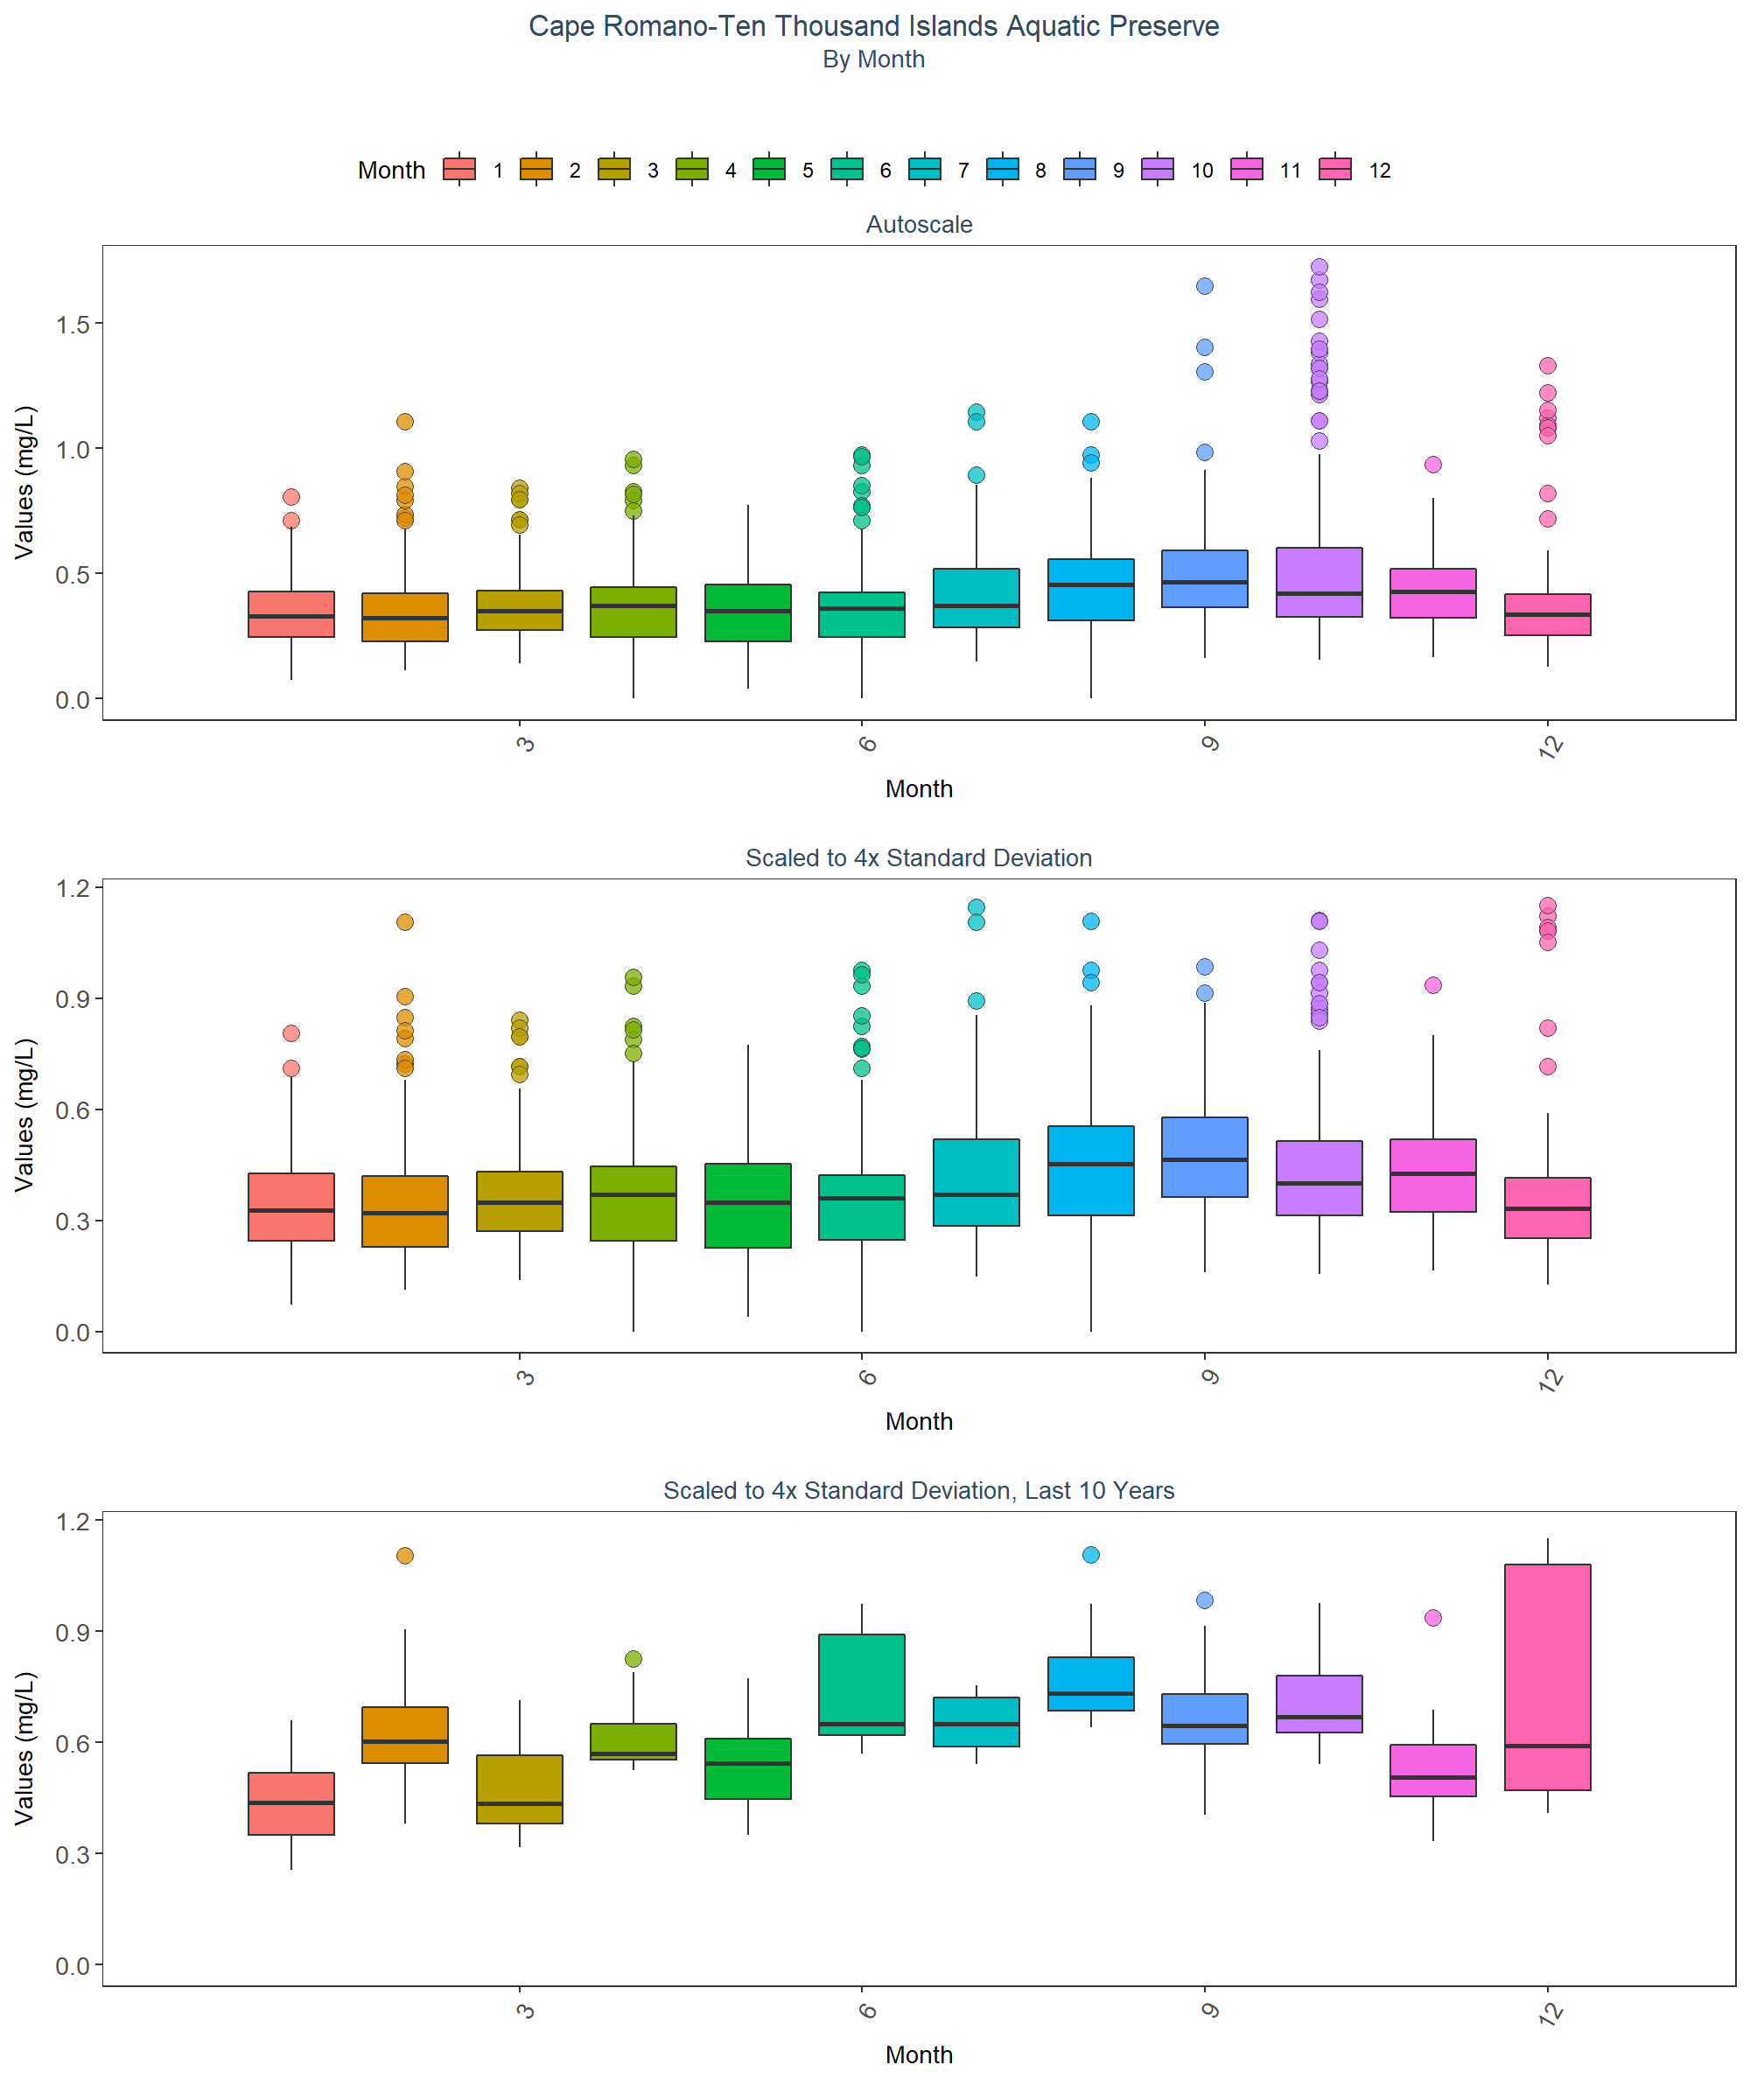 Cape Romano-Ten Thousand Islands Aquatic Preserve
By Month
Month 1 2 3 4 5 6 7 8 9 10 11 12
Autoscale
Values (mg/L)
1.5
1.0
0.5
0.0
3 6 9 12
Month
Scaled to 4x Standard Deviation
Values (mg/L)
1.2
0.9
0.6
0.3
0.0
3 6 9 12
Month
Scaled to 4x Standard Deviation, Last 10 Years
Values (mg/L)
1.2
0.9
0.6
0.3
0.0
3 6 9 12
Month